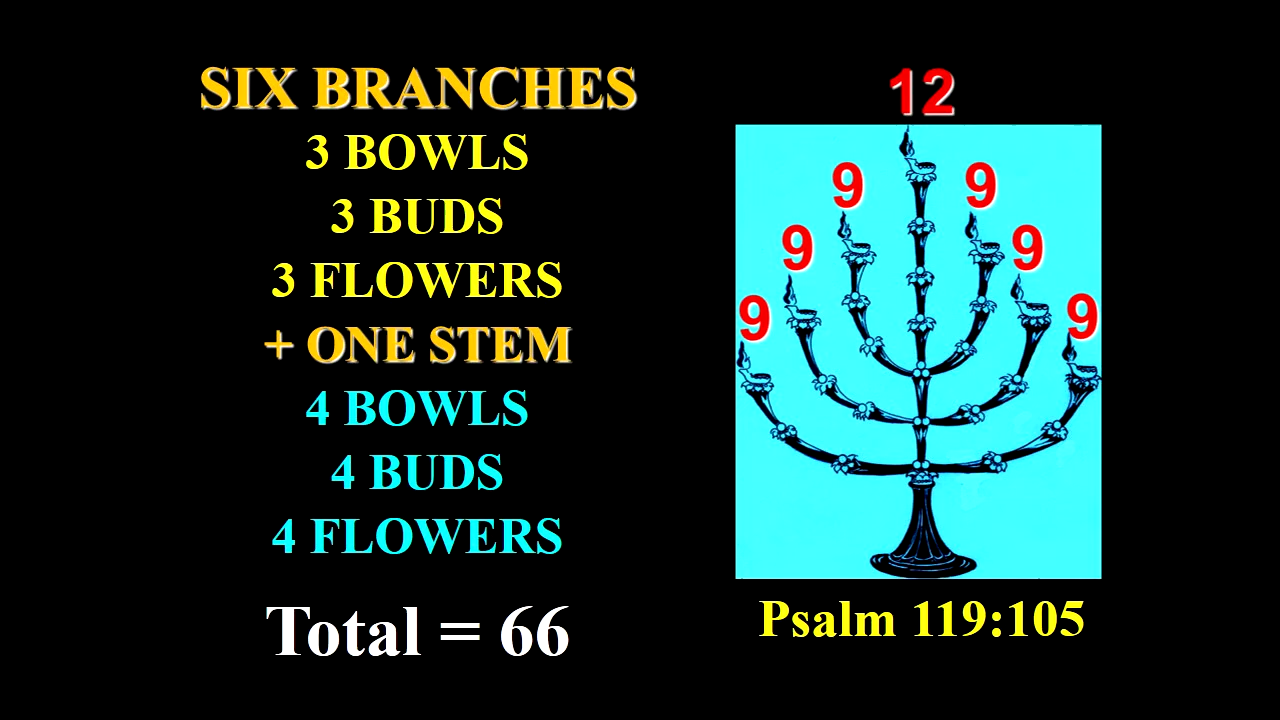 SIX BRANCHES
3 BOWLS
3 BUDS
3 FLOWERS
+ ONE STEM
4 BOWLS
4 BUDS
4 FLOWERS
Total = 66
12
9 9
9 9
9 9
Psalm 119:105